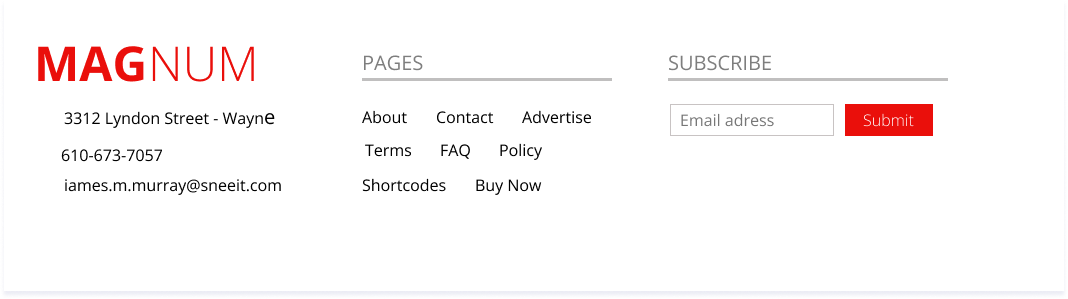 MAGNUM
3312 Lyndon Street - Wayne
610-673-7057
iames.m.murray@sneeit.com
PAGES
About Contact Advertise
Terms FAQ Policy
Shortcodes Buy Now
SUBSCRIBE
Email adress Submit